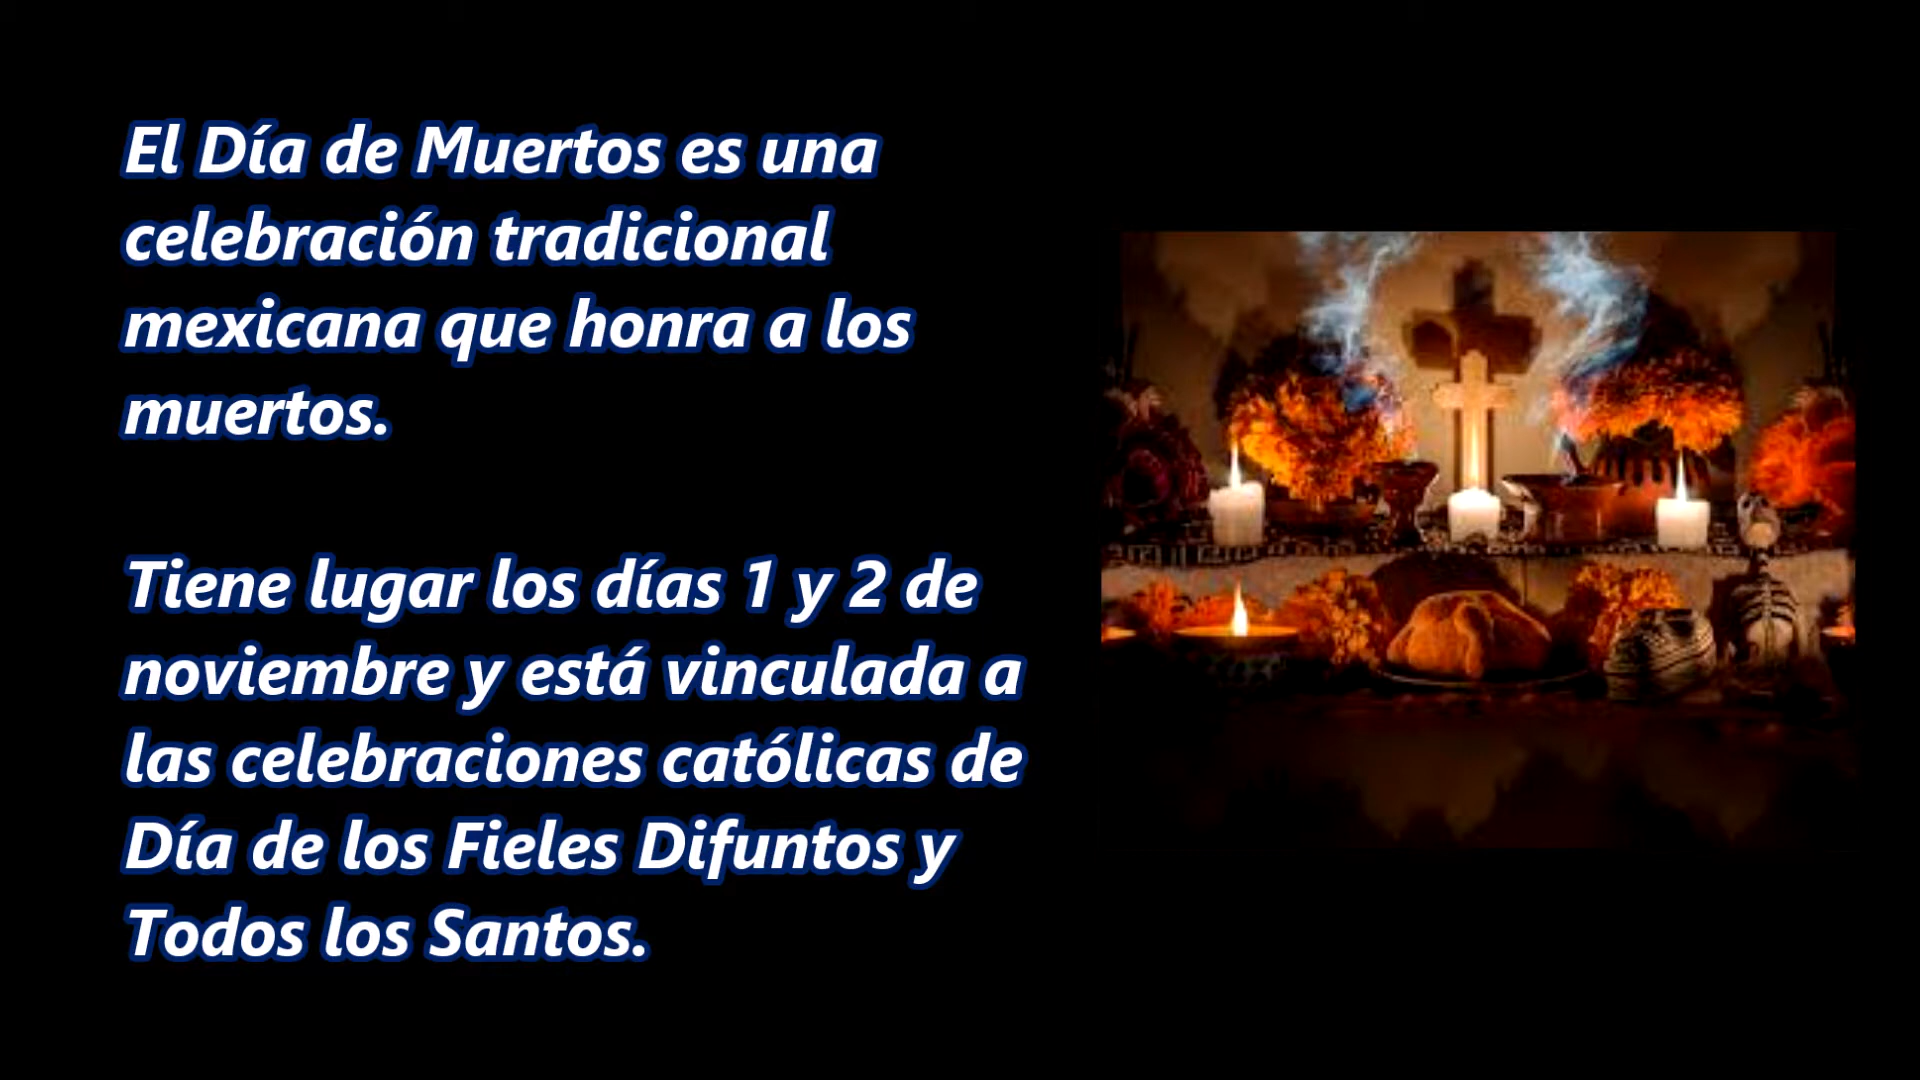 El Día de Muertos es una
celebración tradicional
mexicana que honra a los
muertos.
Tiene lugar los días 1 y 2 de
noviembre y está vinculada a
las celebraciones católicas de
Día de los Fieles Difuntos y
Todos los Santos.